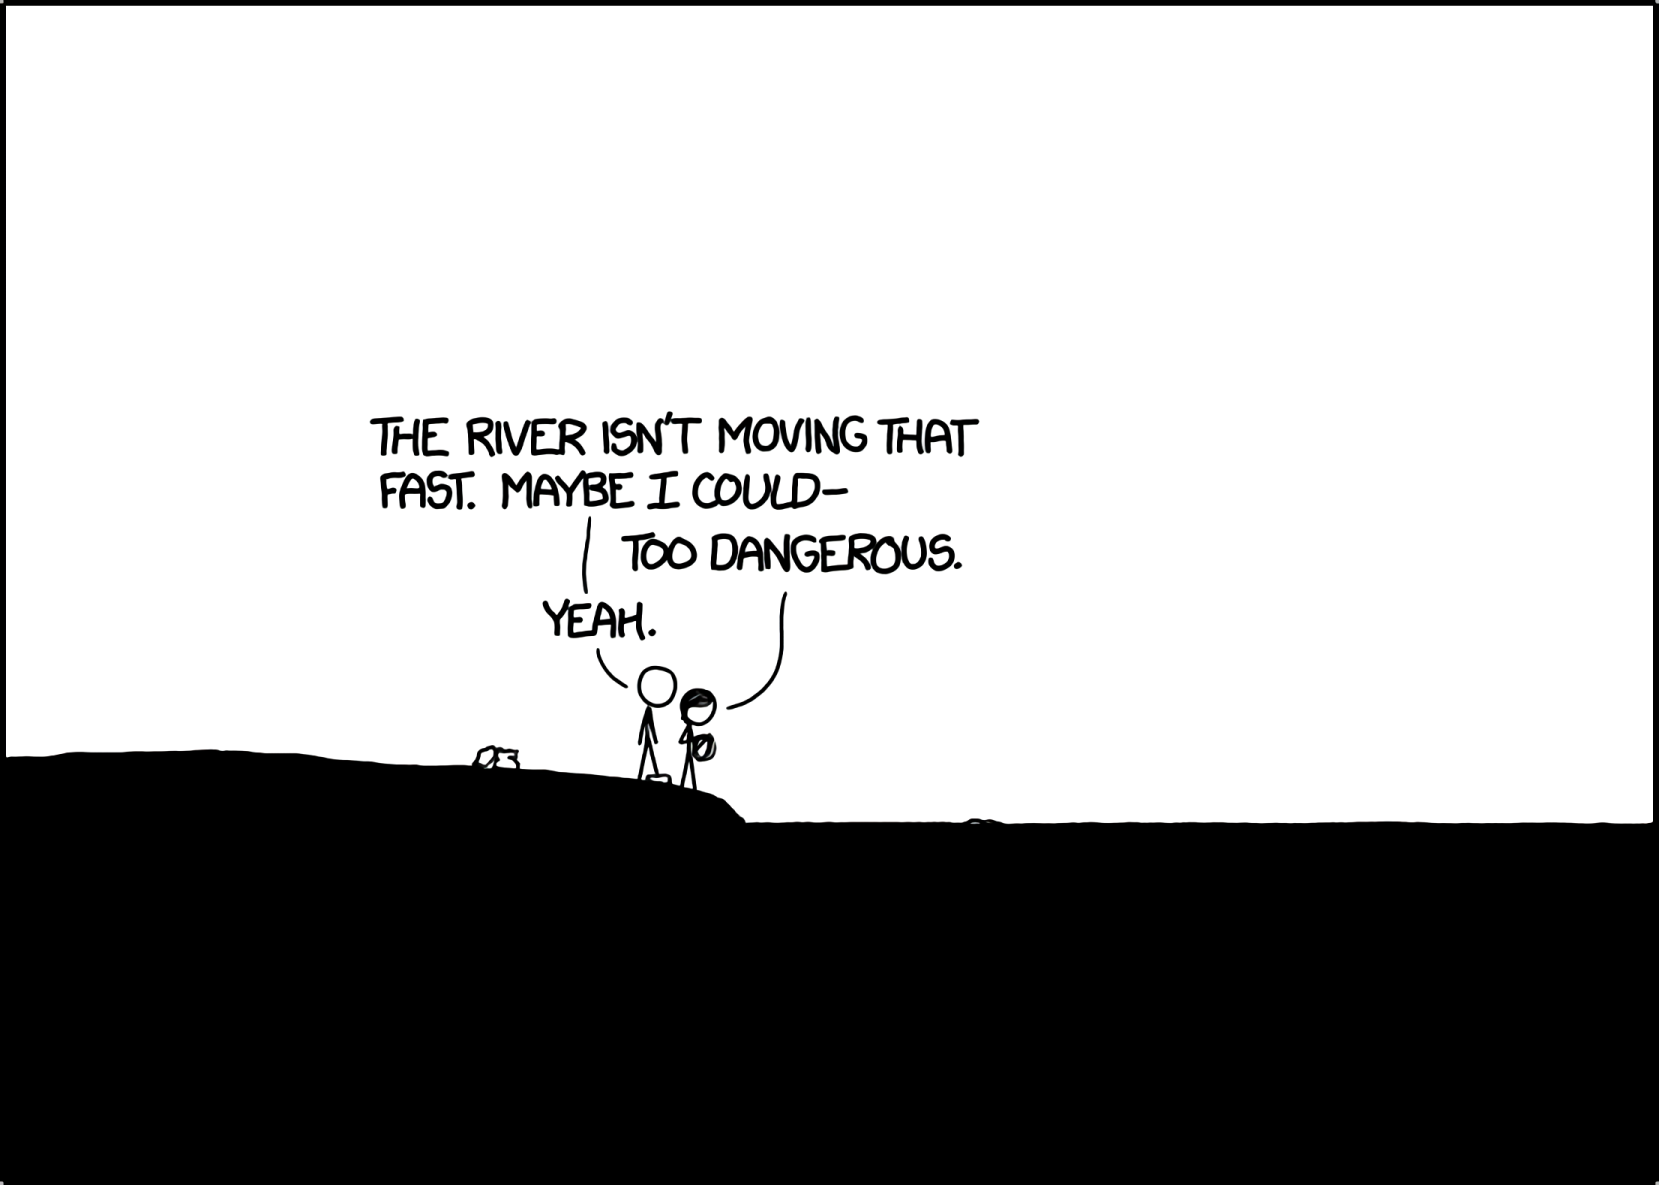 THE RIVER ISN'T MOVING THAT
FAST. MAYBE I COULD—
TOO DANGEROUS.
YEAH.